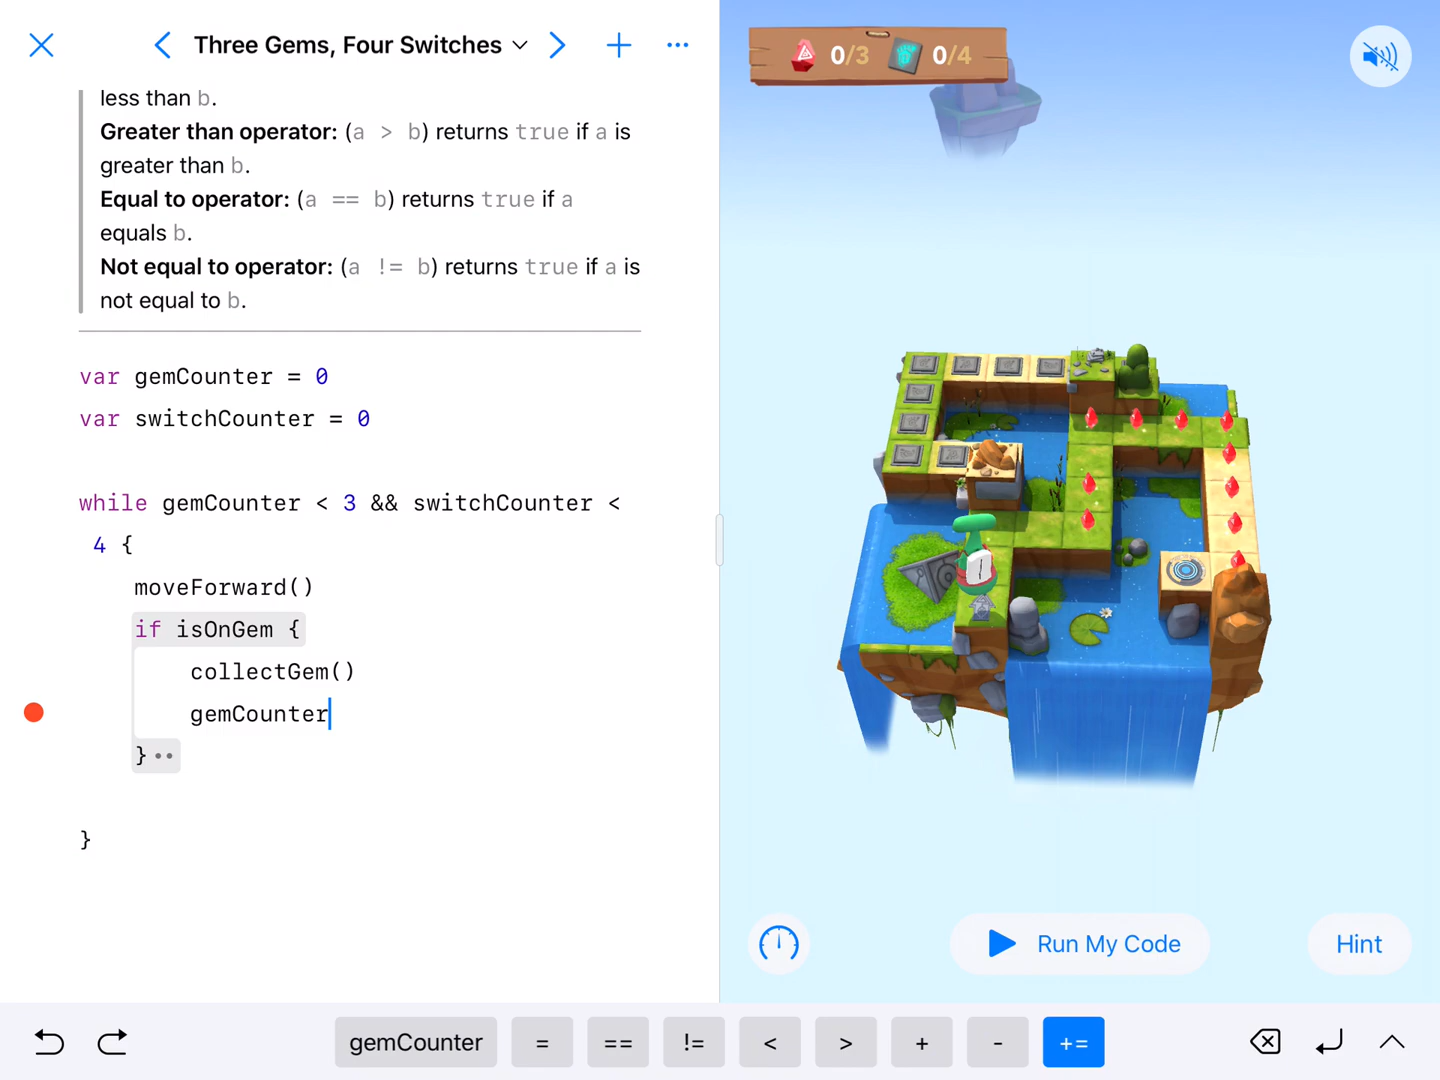 Three Gems, Four Switches
less than b.
Greater than operator: (a > b) returns true if a is
greater than b.
Equal to operator: (a == b) returns true if a
equals b.
Not equal to operator: (a != b) returns true if a is
not equal to b.
var gemCounter = 0
var switchCounter = 0
while gemCounter < 3 && switchCounter <
4 {
moveForward()
if isOnGem {
collectGem()
gemCounter
}
}
0/3 0/4
Run My Code
Hint
gemCounter = == != < > + - +=